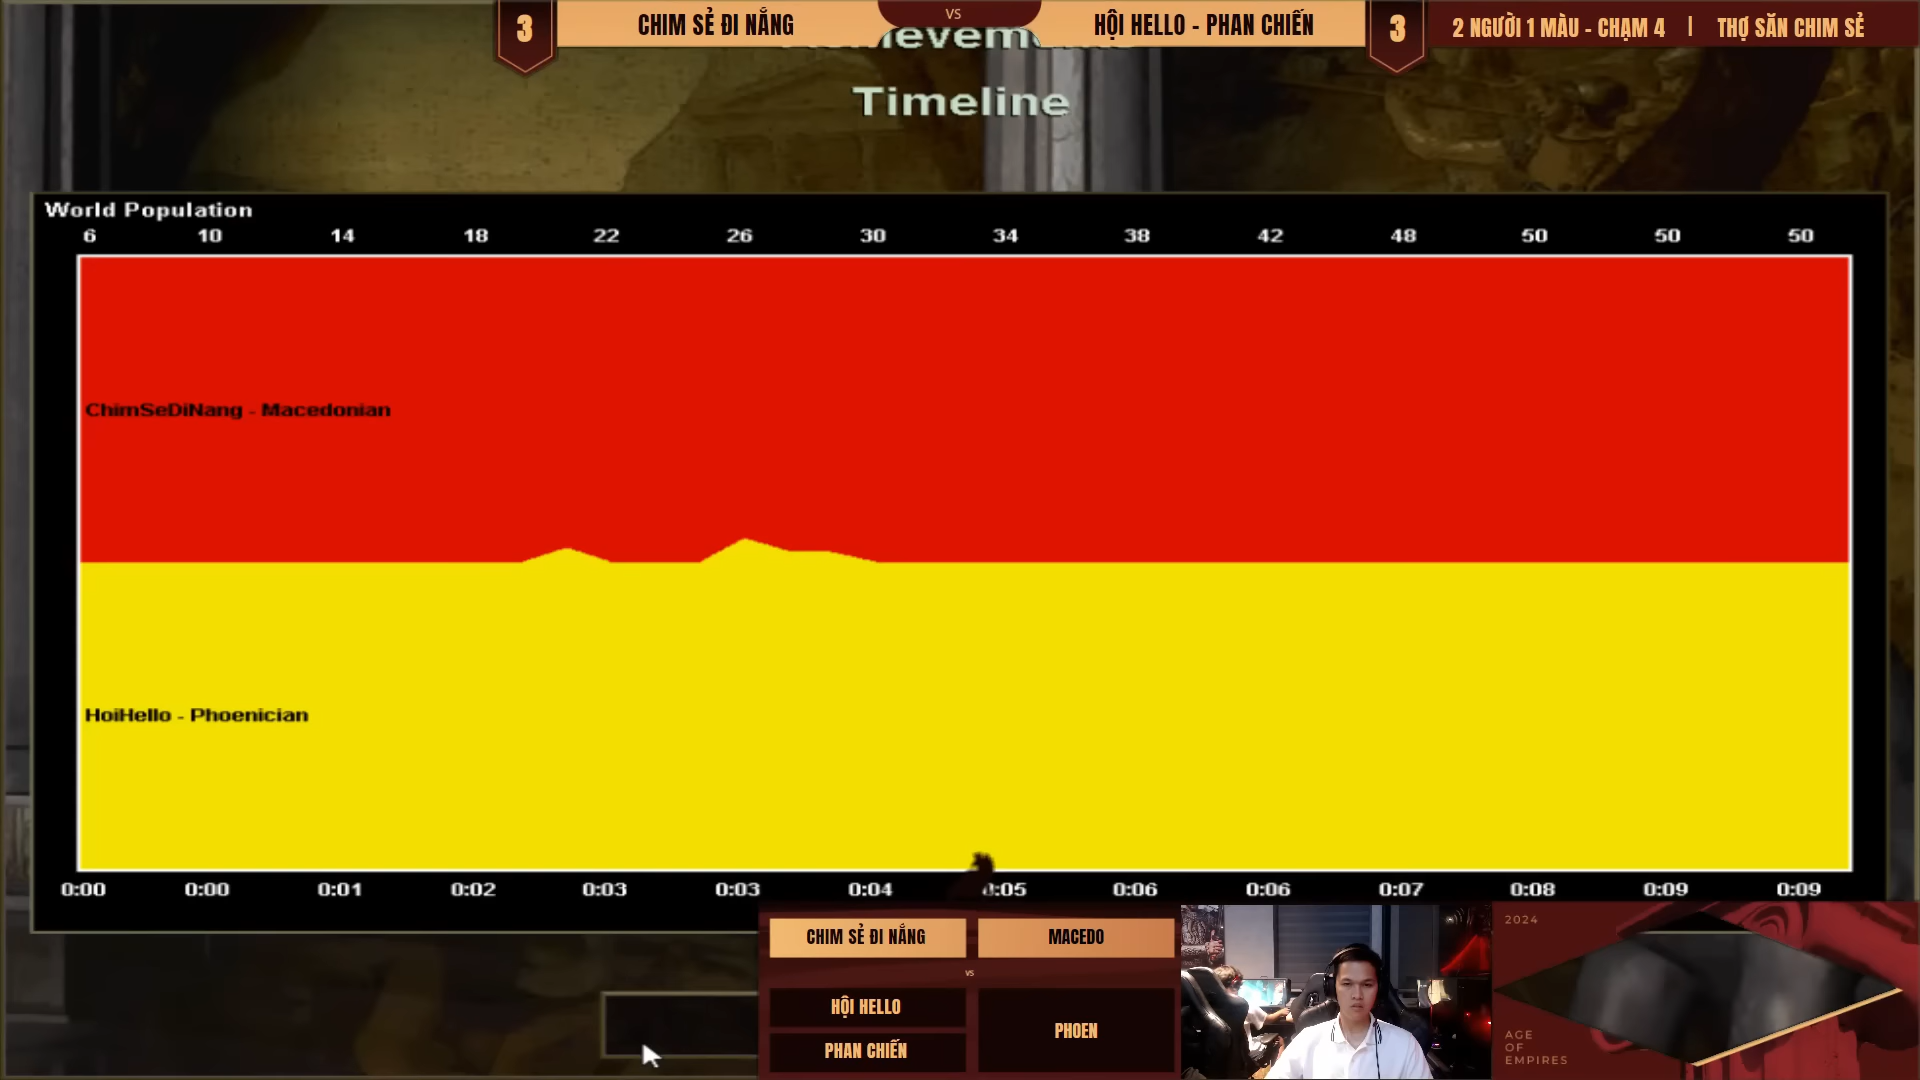 3
CHIM SẺ ĐI NẮNG
VS
HỘI HELLO - PHAN CHIẾN
3
2 NGƯỜI 1 MÀU - CHẠM 4 | THỢ SĂN CHIM SẺ
Timeline
World Population
6 10 14 18 22 26 30 34 38 42 48 50 50 50
ChimSeDiNang - Macedonian
HoiHello - Phoenician
0:00 0:00 0:01 0:02 0:03 0:03 0:04 0:05 0:06 0:06 0:07 0:08 0:09 0:09
CHIM SẺ ĐI NẮNG
MACEDO
VS
HỘI HELLO
PHAN CHIẾN
PHOEN
2024
AGE
OF
EMPIRES